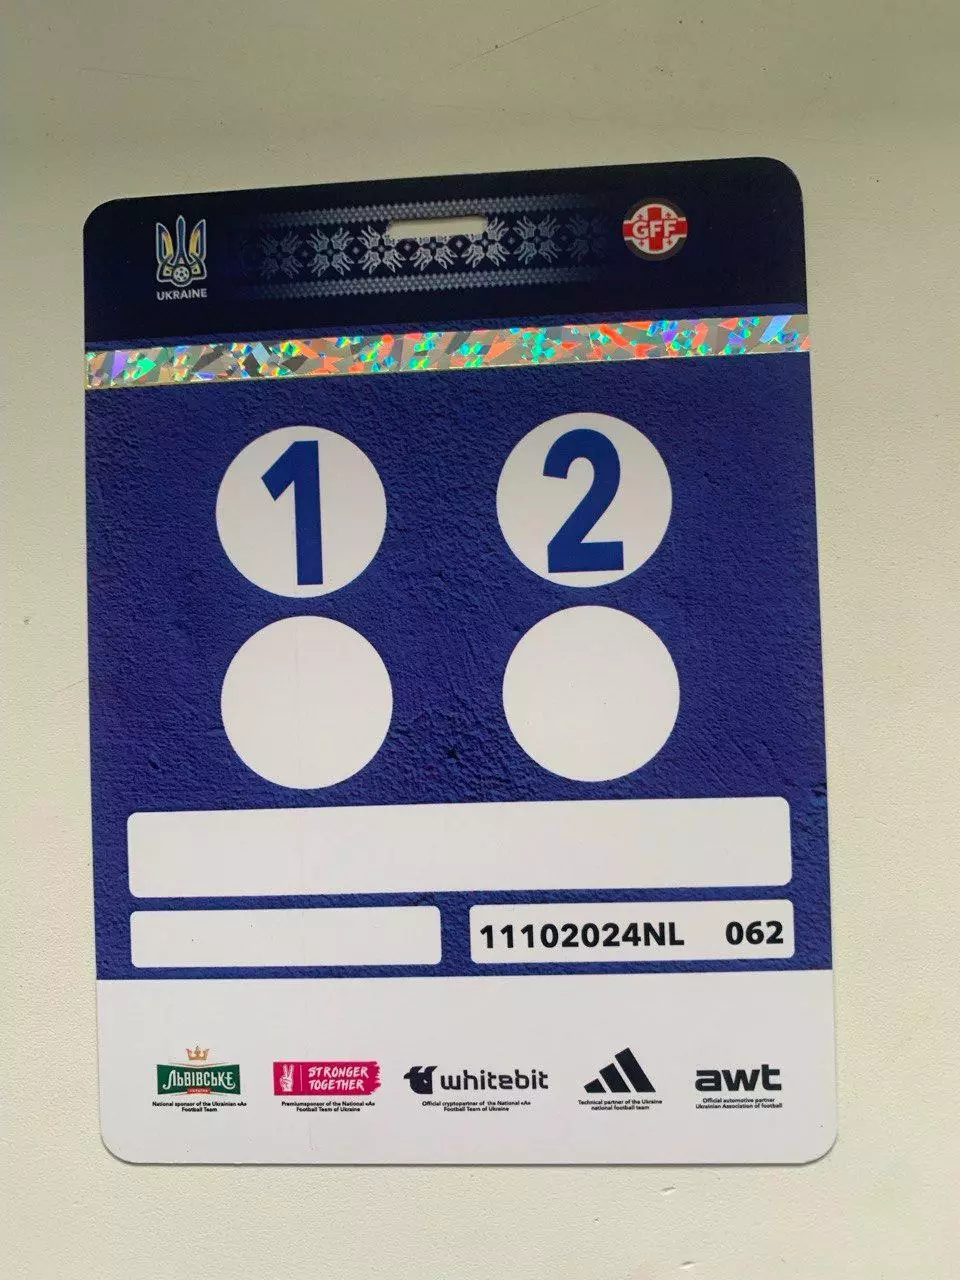 UKRAINE
GFF
1 2
11102024NL 062
ЛЬВІВСЬКЕ
National sponsor of the Ukrainian «A»
Football Team
STRONGER
TOGETHER
Premiumsponsor of the National «A»
Football Team of Ukraine
whitebit
Official cryptopartner of the National «A»
Football Team of Ukraine
Technical partner of the Ukraine
national football team
awt
Official automotive partner
Ukrainian Association of football